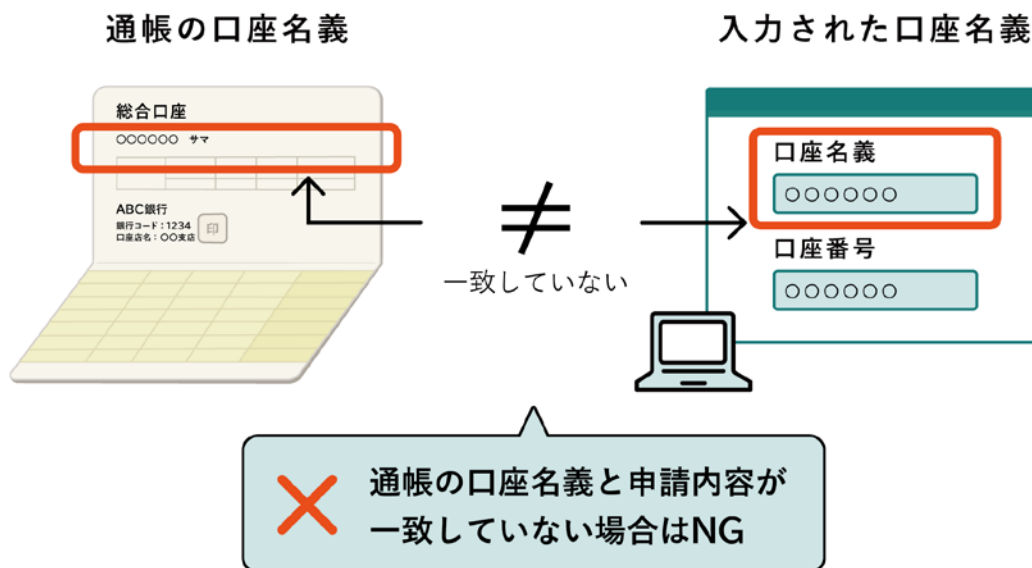 通帳の口座名義
入力された口座名義
総合口座
○○○○○○ サマ
ABC銀行
銀行コード:1234
口座店名:○○支店
印
≠
一致していない
口座名義
○○○○○○
口座番号
○○○○○○
通帳の口座名義と申請内容が
一致していない場合はNG